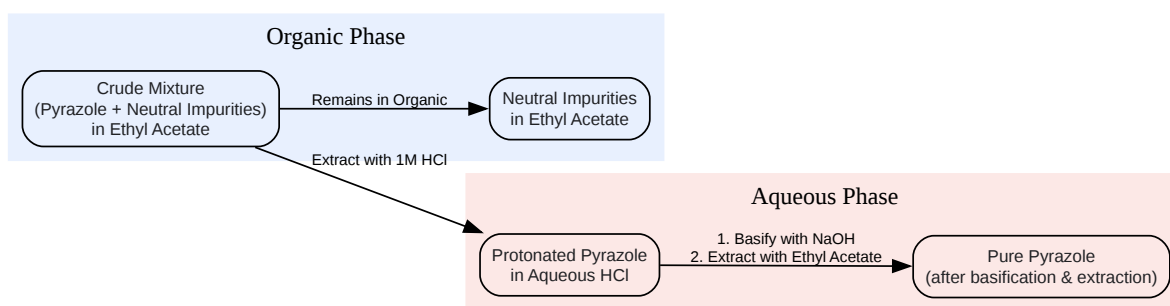 Organic Phase
Crude Mixture
(Pyrazole + Neutral Impurities)
in Ethyl Acetate
Remains in Organic
Neutral Impurities
in Ethyl Acetate
Extract with 1M HCl
Aqueous Phase
Protonated Pyrazole
in Aqueous HCl
1. Basify with NaOH
2. Extract with Ethyl Acetate
Pure Pyrazole
(after basification & extraction)